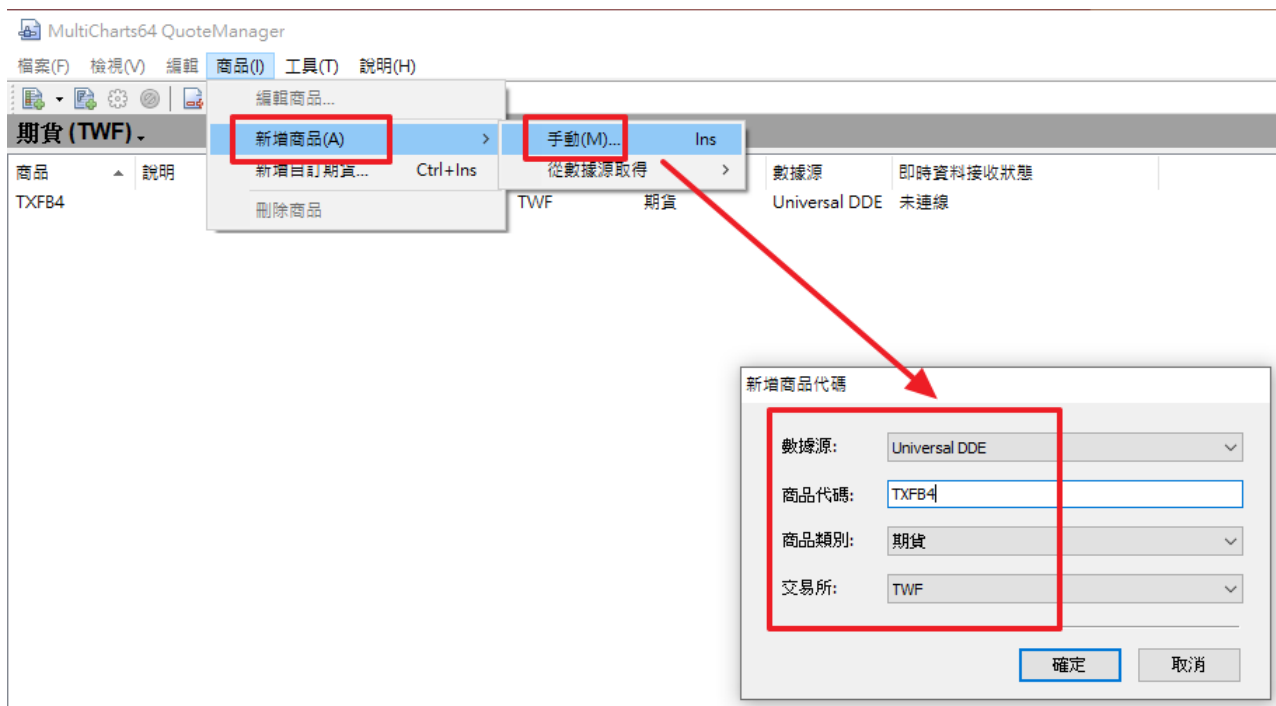 MultiCharts64 QuoteManager
檔案(F) 檢視(V) 編輯 商品(I) 工具(T) 說明(H)
編輯商品...
期貨 (TWF)
新增商品(A) 手動(M)... Ins
商品 說明 新增自訂期貨... Ctrl+Ins 從數據源取得 數據源 即時資料接收狀態
TXFB4 TWF 期貨 Universal DDE 未連線
刪除商品
新增商品代碼
數據源: Universal DDE
商品代碼: TXFB4
商品類別: 期貨
交易所: TWF
確定 取消